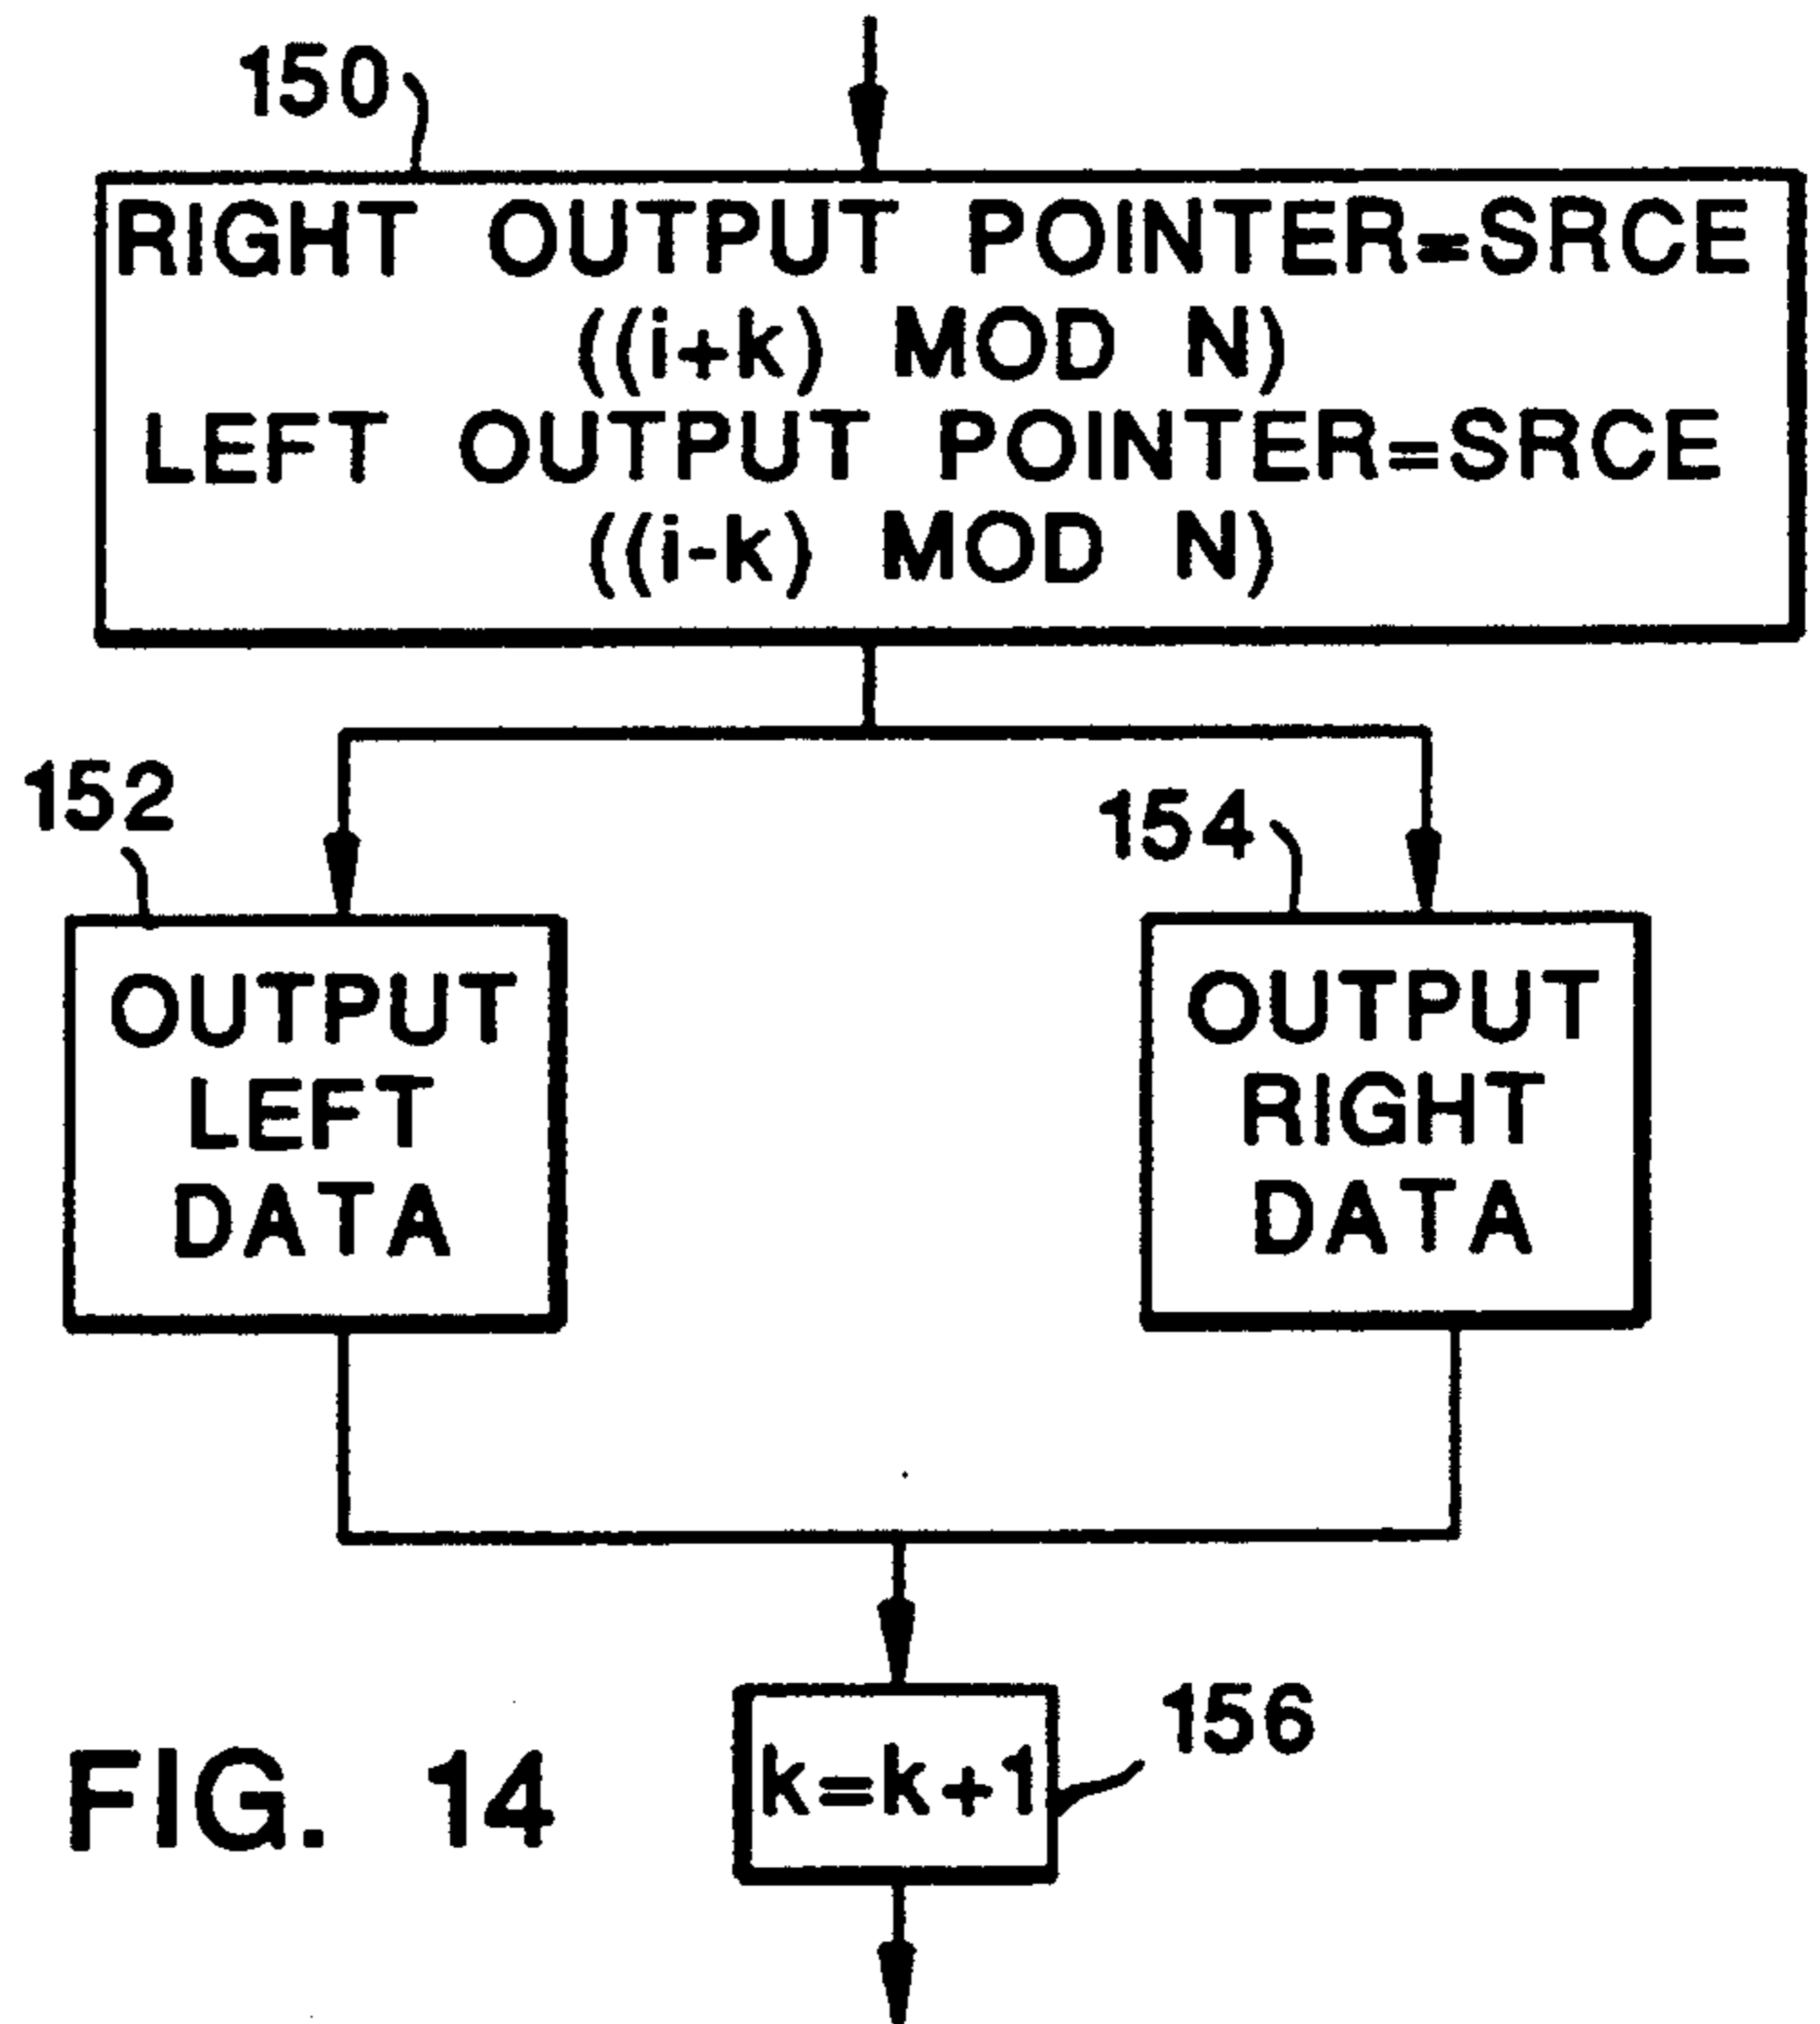 150
RIGHT OUTPUT POINTER=SRCE
((i+k) MOD N)
LEFT OUTPUT POINTER=SRCE
((i-k) MOD N)
152
154
OUTPUT
LEFT
DATA
OUTPUT
RIGHT
DATA
156
k=k+1
FIG. 14